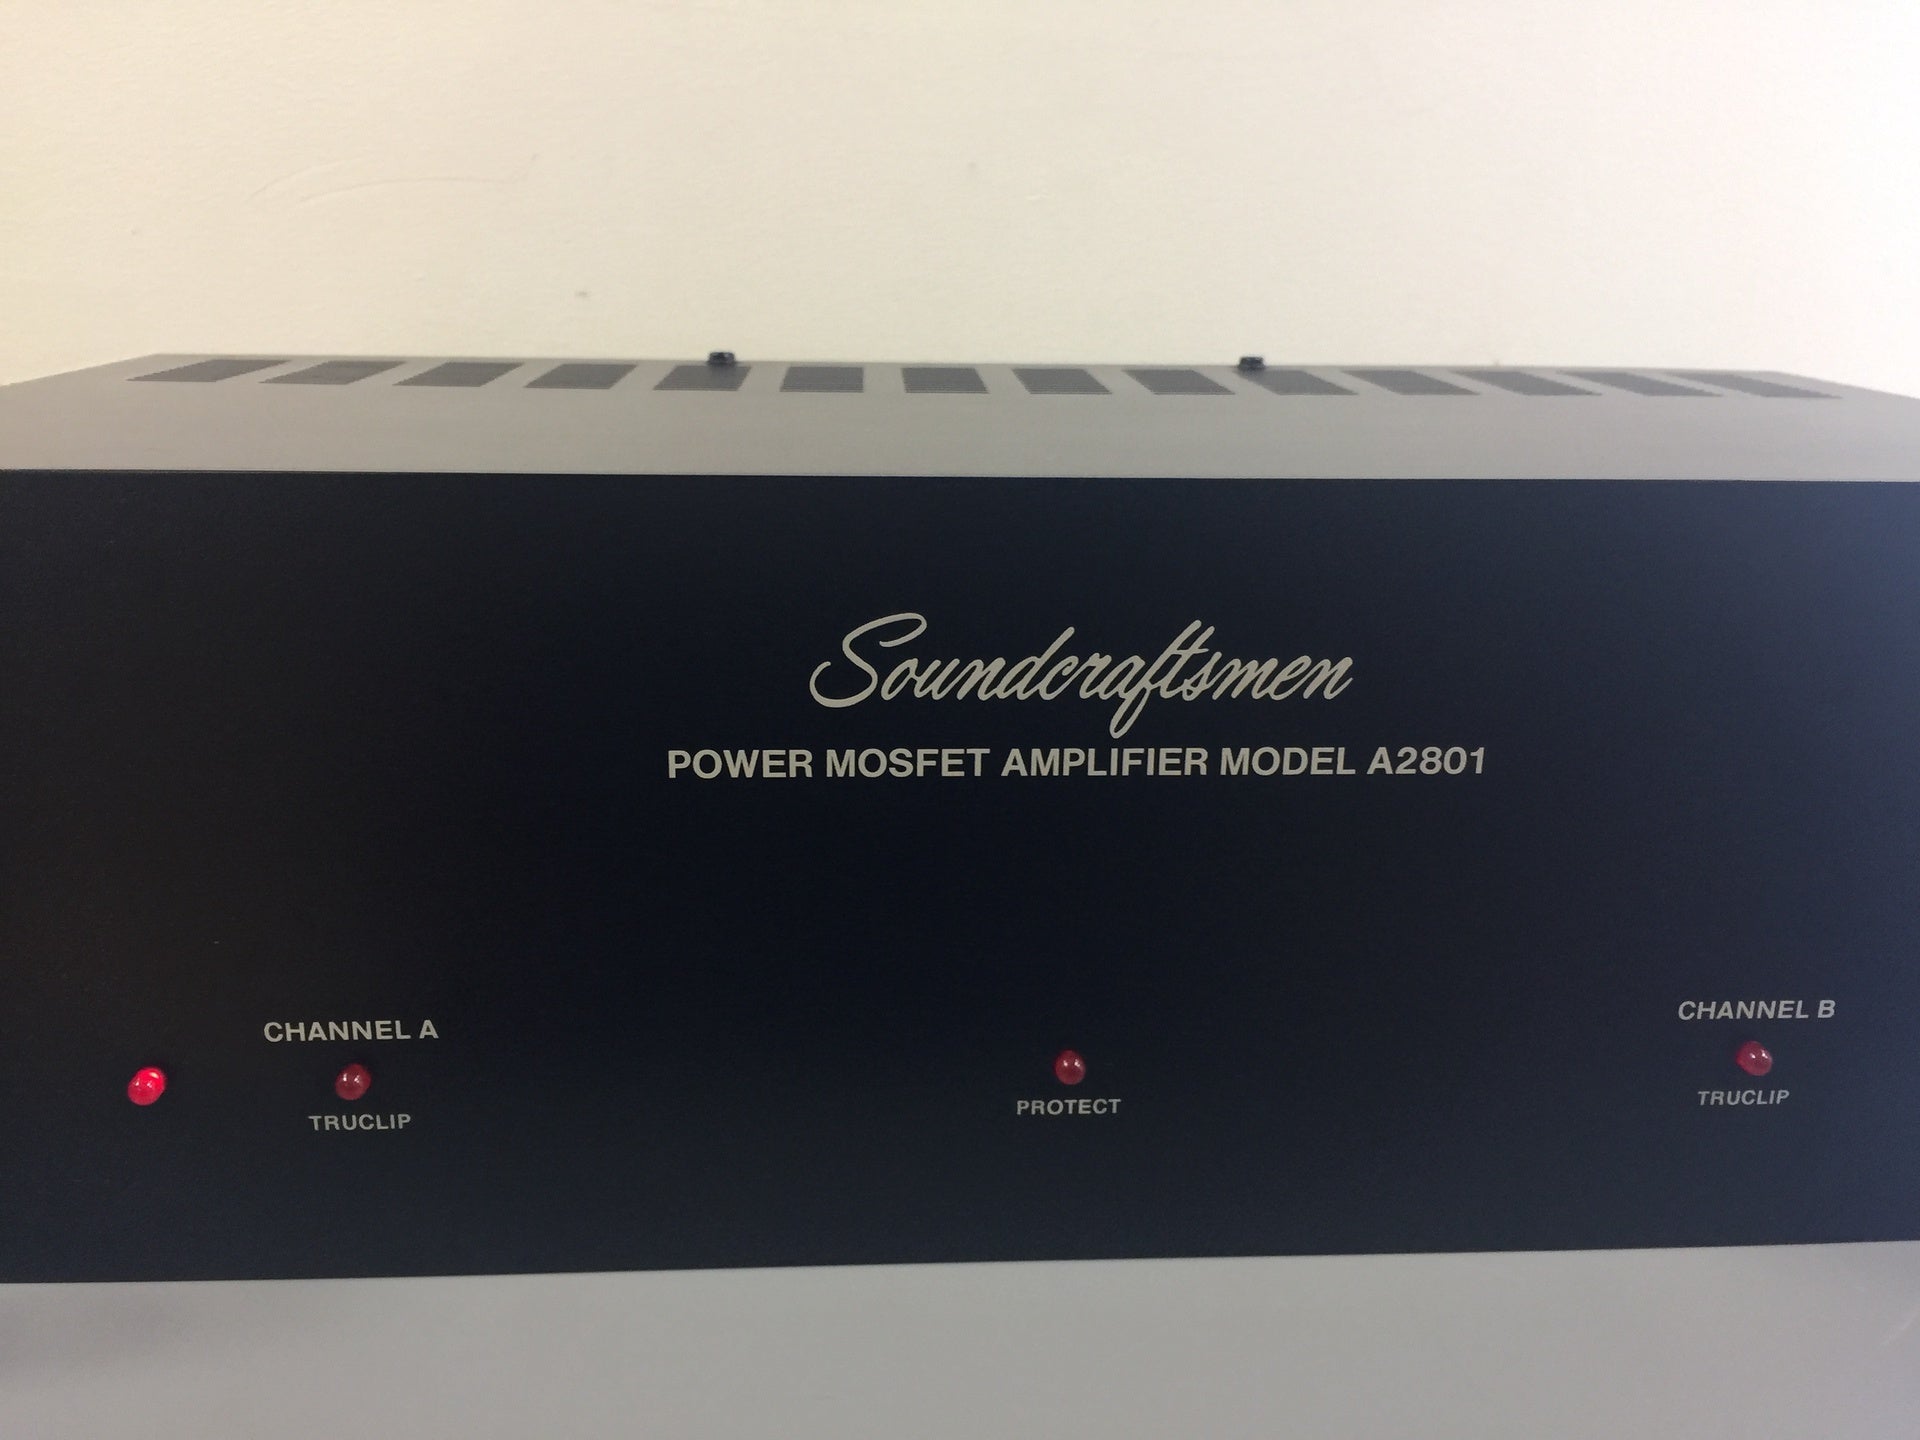 Soundcraftsmen
POWER MOSFET AMPLIFIER MODEL A2801
CHANNEL A
TRUCLIP
PROTECT
CHANNEL B
TRUCLIP